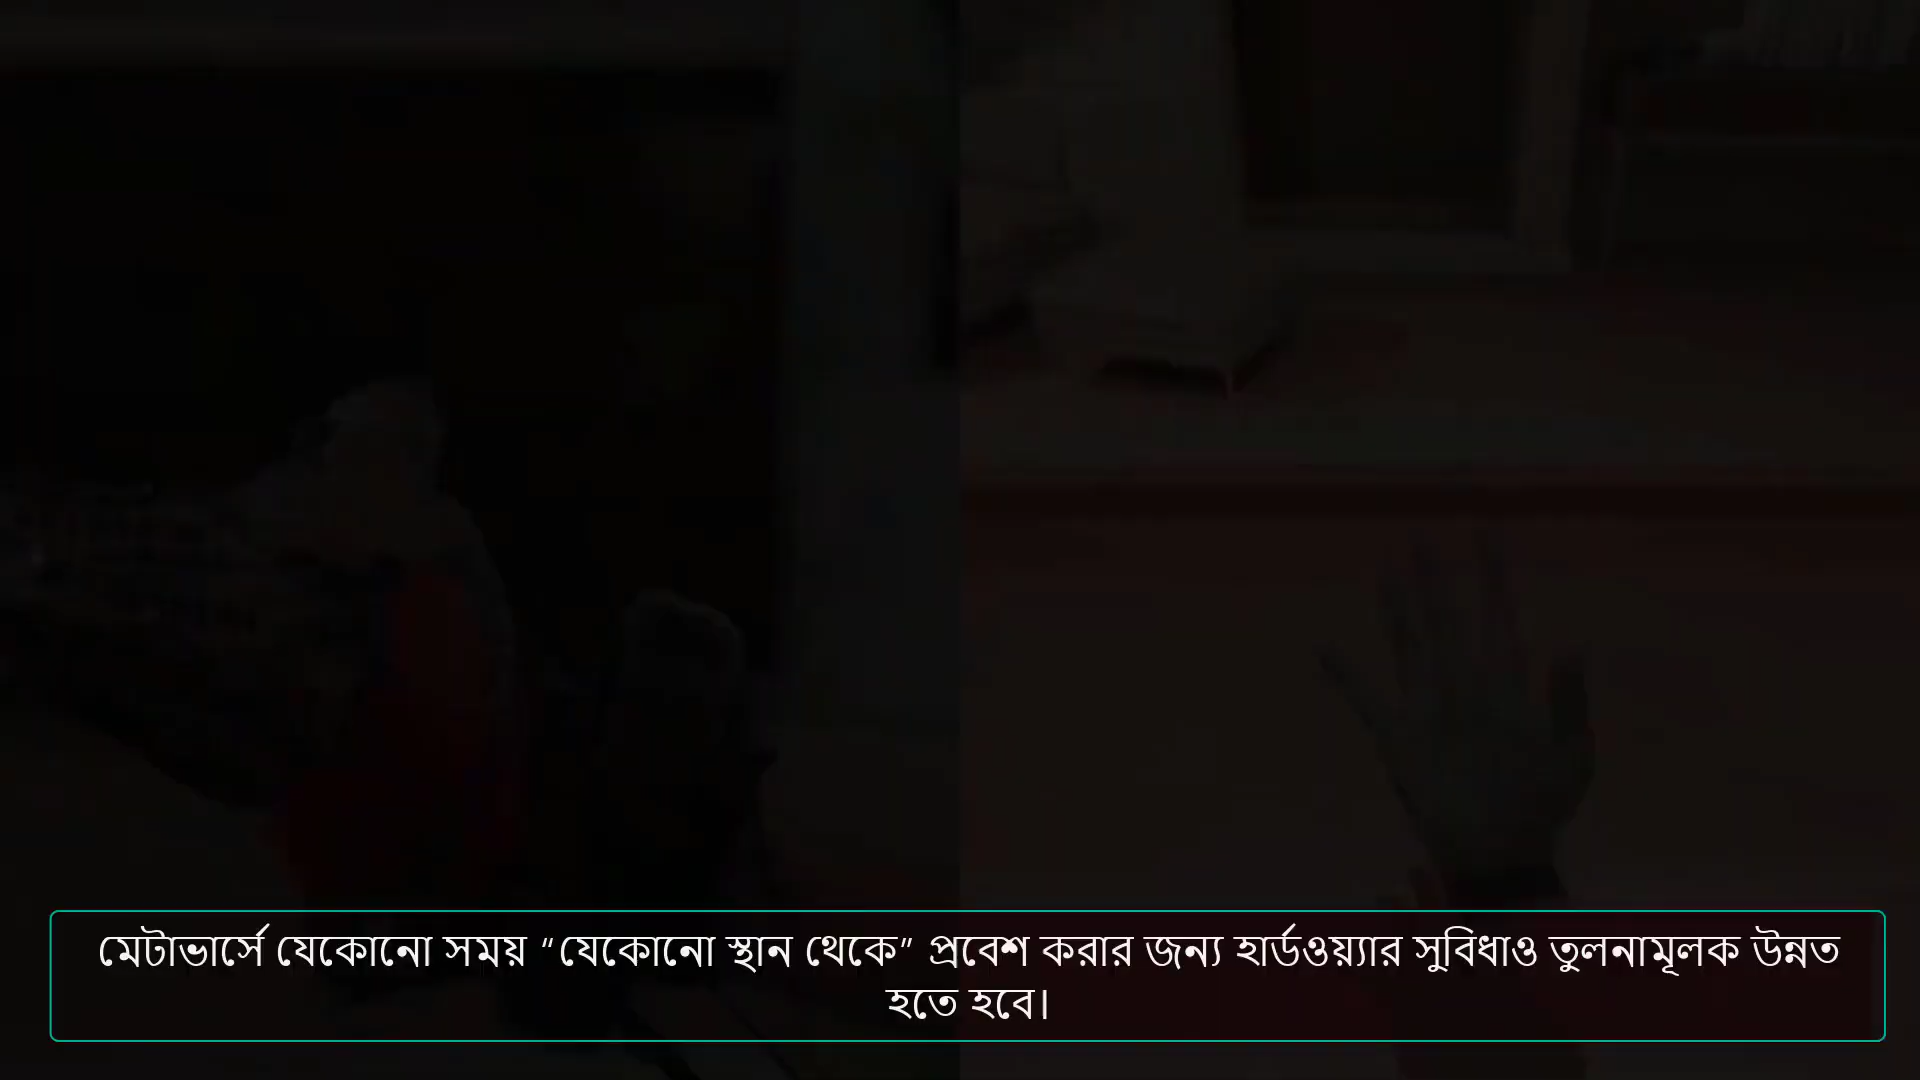 মেটাভার্সে যেকোনো সময় “যেকোনো স্থান থেকে” প্রবেশ করার জন্য হার্ডওয়্যার সুবিধাও তুলনামূলক উন্নত
হতে হবে।